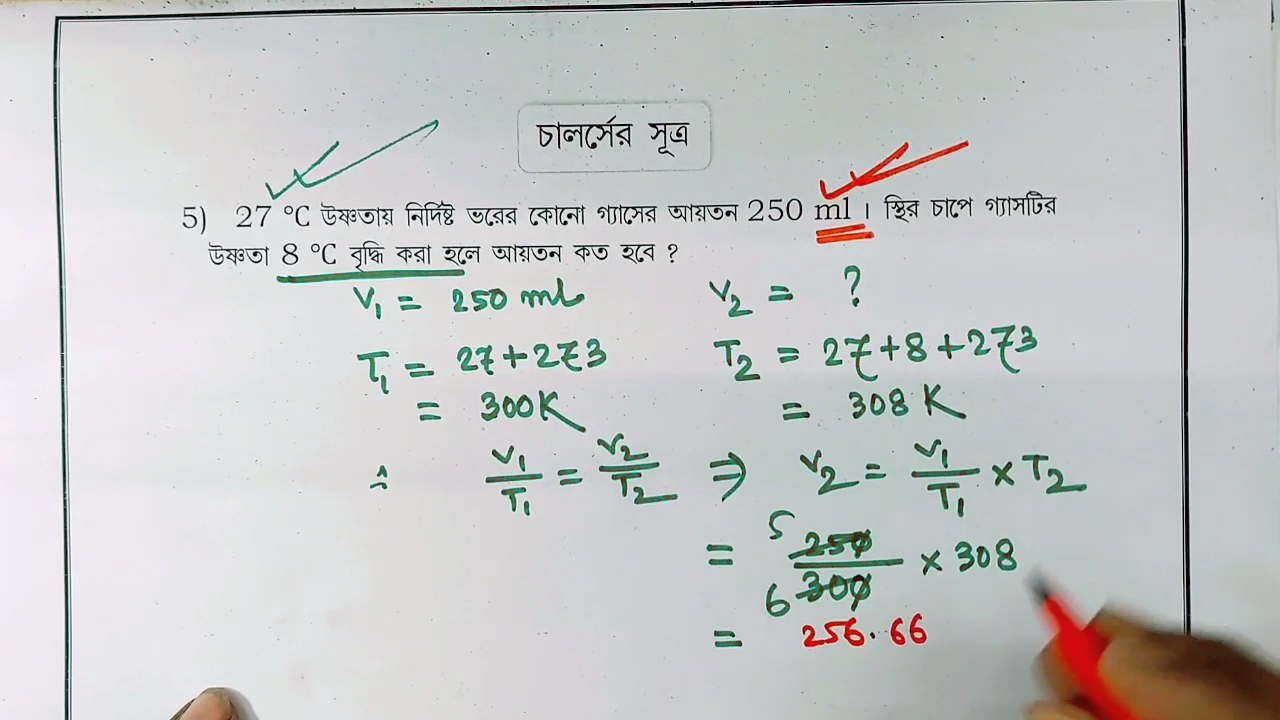 চালর্সের সূত্র
5) 27 °C উষ্ণতায় নির্দিষ্ট ভরের কোনো গ্যাসের আয়তন 250 ml । স্থির চাপে গ্যাসটির
উষ্ণতা 8 °C বৃদ্ধি করা হলে আয়তন কত হবে ?
V₁ = 250 ml V₂ = ?
T₁ = 27 + 273 T₂ = 27 + 8 + 273
= 300 K = 308 K
∴ V₁/T₁ = V₂/T₂ ⇒ V₂ = V₁/T₁ × T₂
= 5 250/300 6 × 308
= 256.66